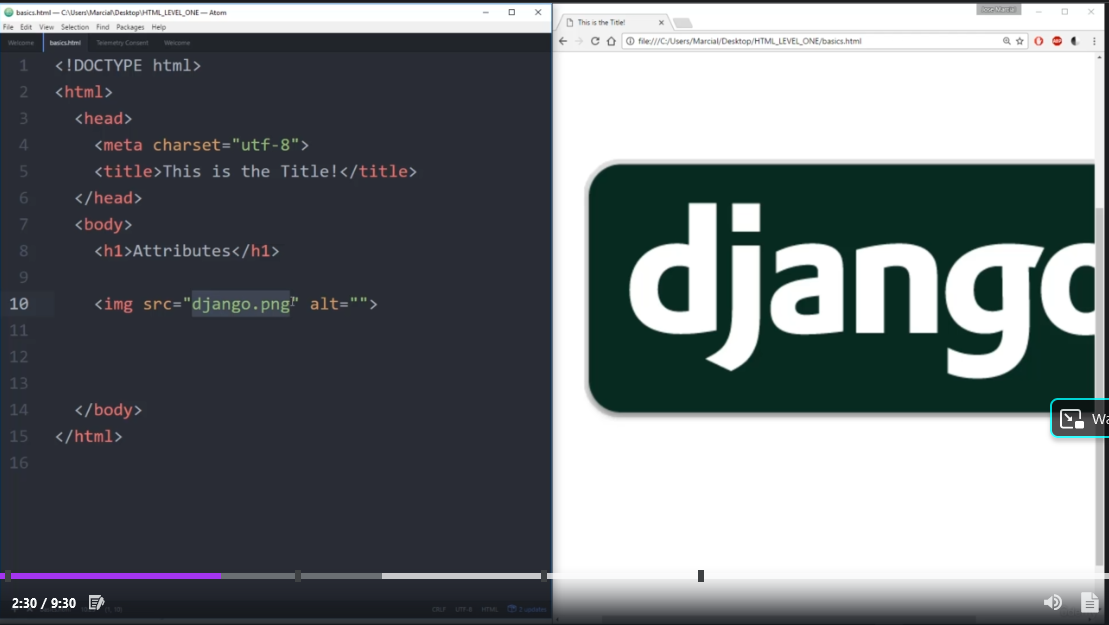 basics.html — C:\Users\Marcial\Desktop\HTML_LEVEL_ONE — Atom
File Edit View Selection Find Packages Help
Welcome basics.html Telemetry Consent Welcome
1 <!DOCTYPE html>
2 <html>
3 <head>
4 <meta charset="utf-8">
5 <title>This is the Title!</title>
6 </head>
7 <body>
8 <h1>Attributes</h1>
9
10 <img src="django.png" alt="">
11
12
13
14 </body>
15 </html>
16
CRLF UTF-8 HTML 2 updates
This is the Title!
file:///C:/Users/Marcial/Desktop/HTML_LEVEL_ONE/basics.html
ABP
django
Wa
2:30 / 9:30